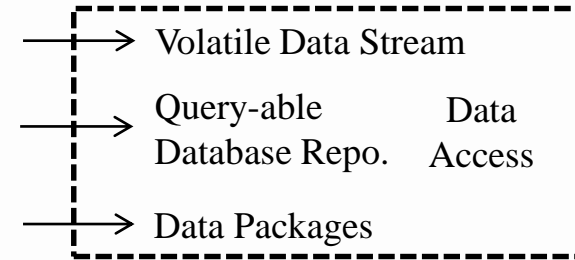 Volatile Data Stream
Query-able
Database Repo.
Data
Access
Data Packages